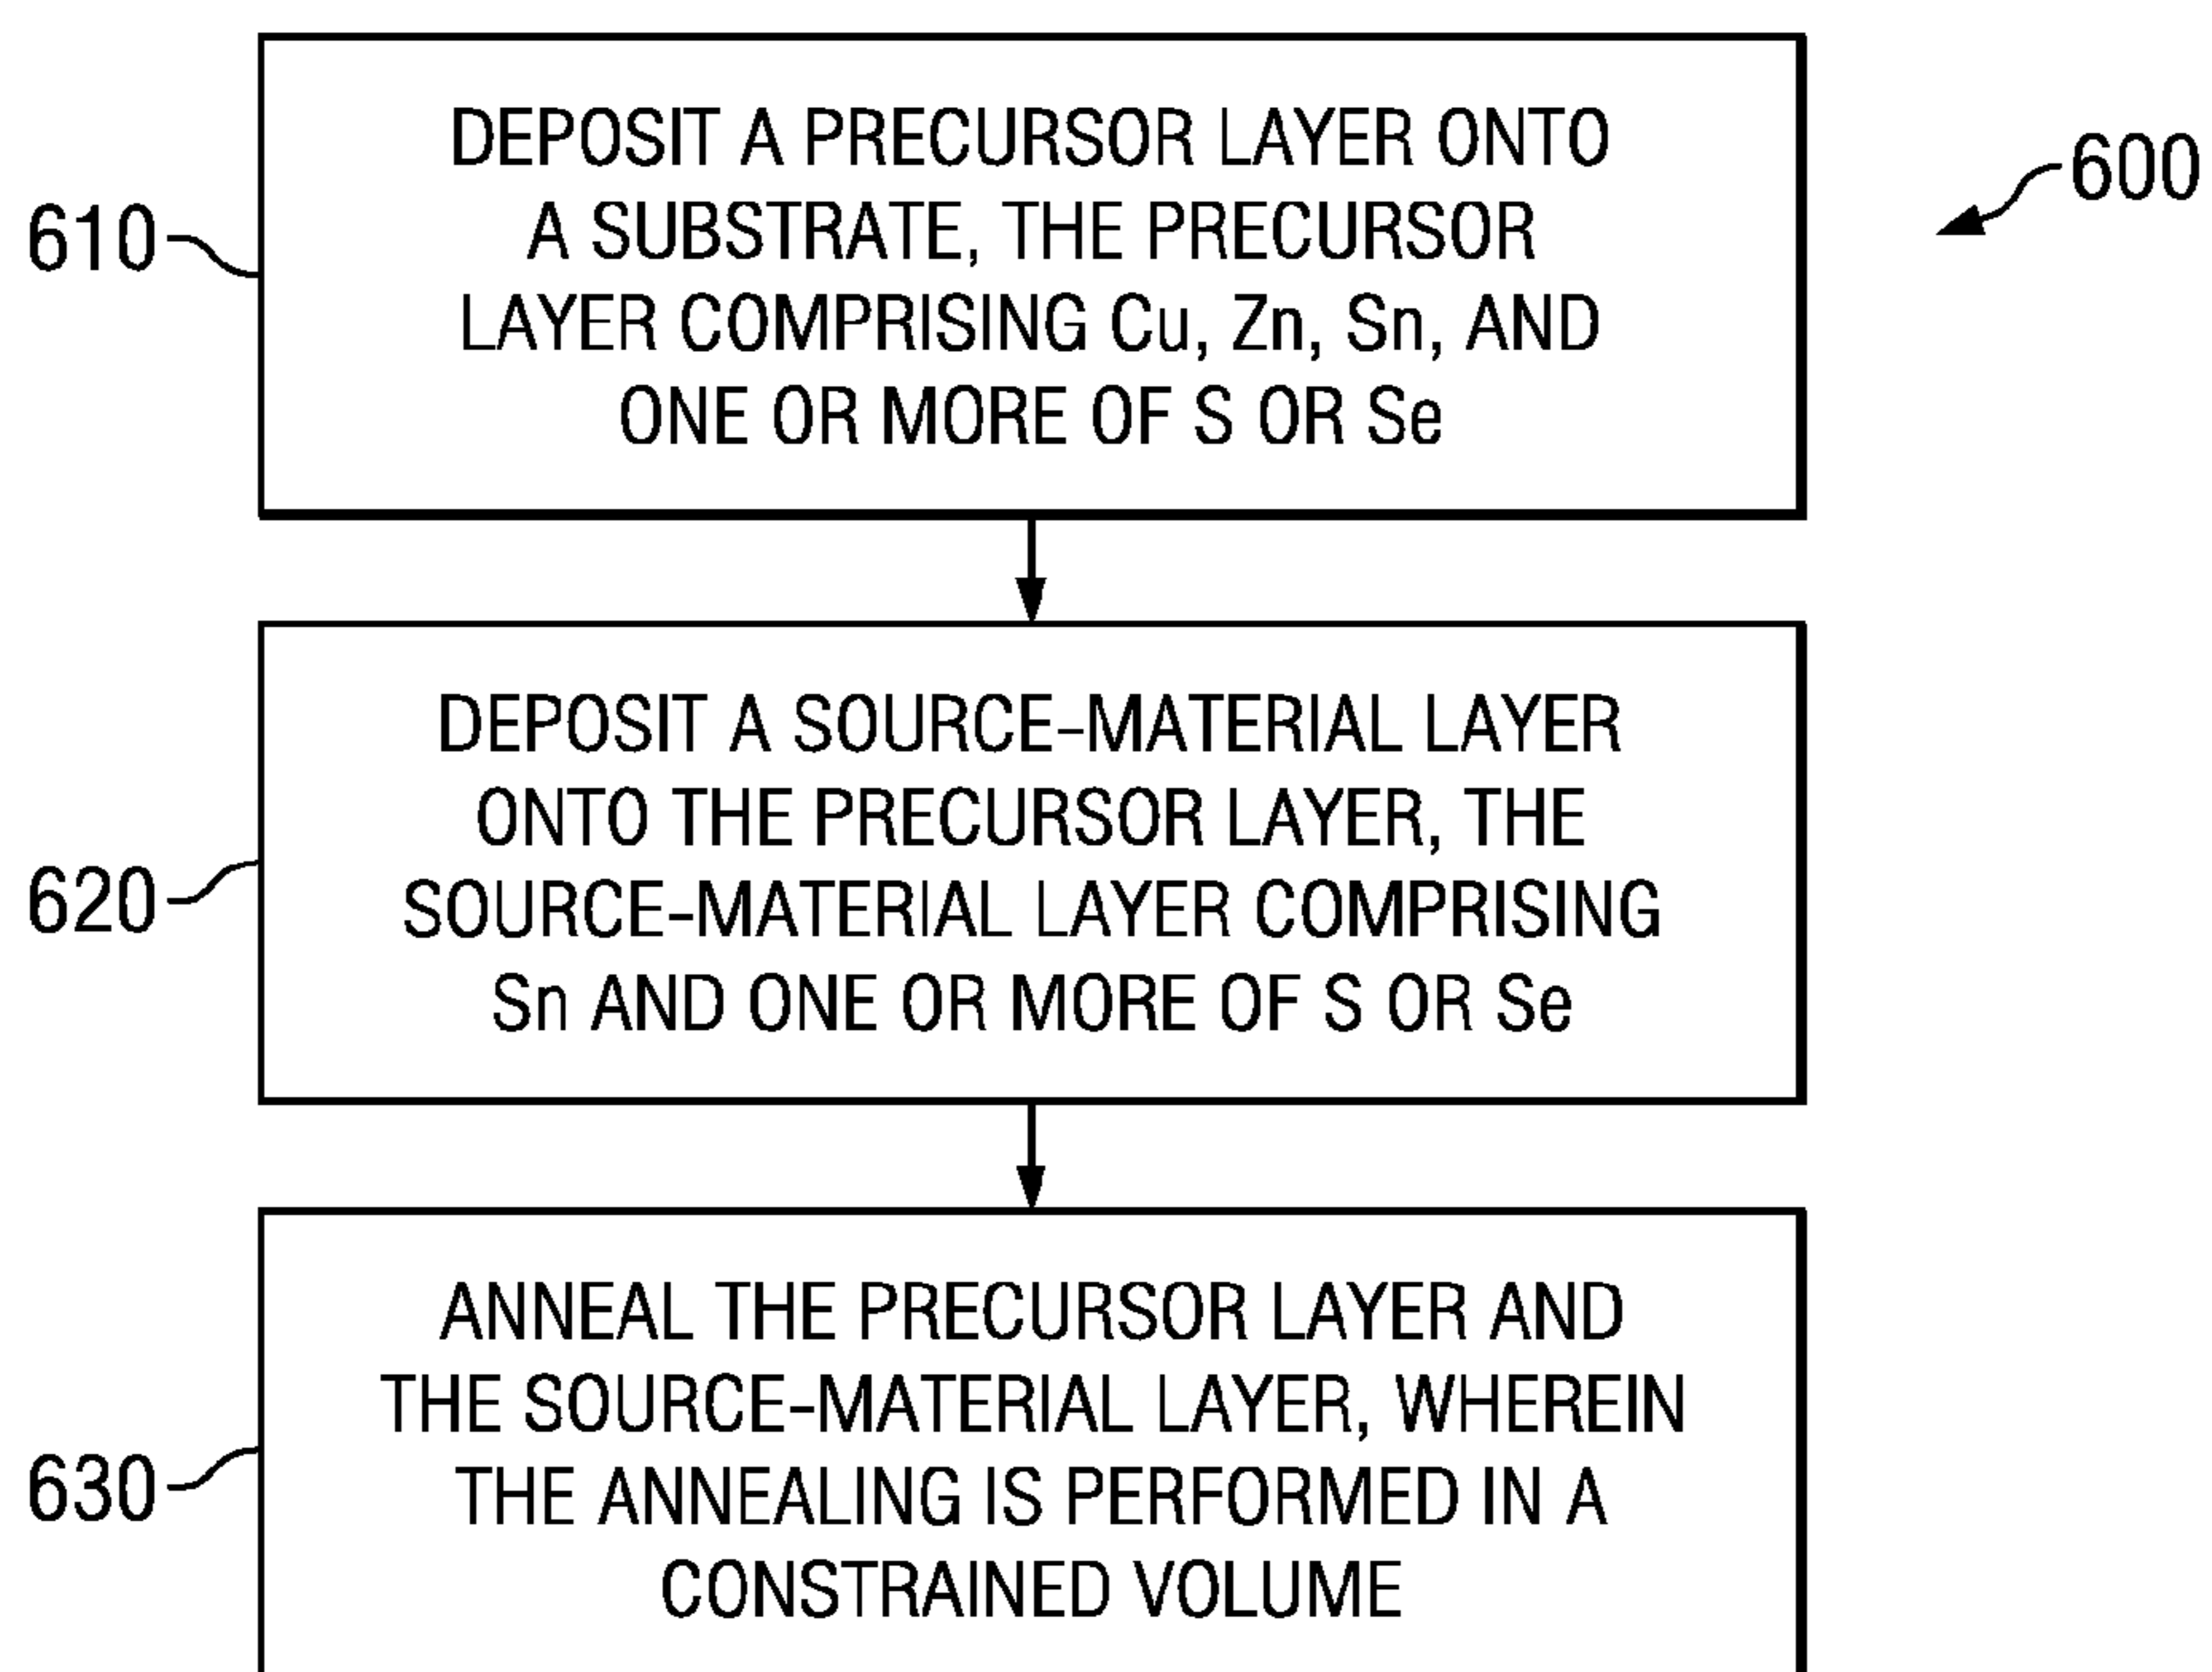 DEPOSIT A PRECURSOR LAYER ONTO
A SUBSTRATE, THE PRECURSOR
LAYER COMPRISING Cu, Zn, Sn, AND
ONE OR MORE OF S OR Se
600
610
DEPOSIT A SOURCE-MATERIAL LAYER
ONTO THE PRECURSOR LAYER, THE
SOURCE-MATERIAL LAYER COMPRISING
Sn AND ONE OR MORE OF S OR Se
620
ANNEAL THE PRECURSOR LAYER AND
THE SOURCE-MATERIAL LAYER, WHEREIN
THE ANNEALING IS PERFORMED IN A
CONSTRAINED VOLUME
630